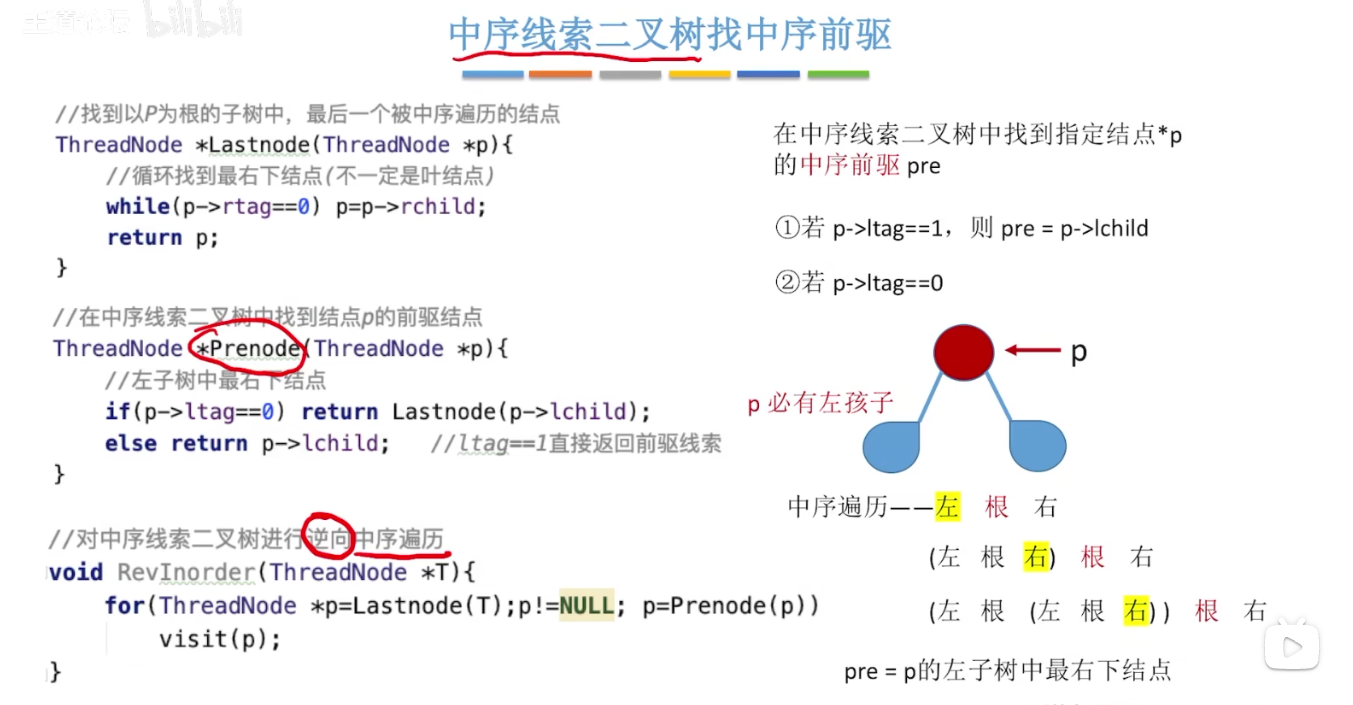 王道论坛 bilibili
中序线索二叉树找中序前驱
//找到以P为根的子树中，最后一个被中序遍历的结点
ThreadNode *Lastnode(ThreadNode *p){
//循环找到最右下结点(不一定是叶结点)
while(p->rtag==0) p=p->rchild;
return p;
}
//在中序线索二叉树中找到结点p的前驱结点
ThreadNode *Prenode(ThreadNode *p){
//左子树中最右下结点
if(p->ltag==0) return Lastnode(p->lchild);
else return p->lchild; //ltag==1直接返回前驱线索
}
//对中序线索二叉树进行逆向中序遍历
void RevInorder(ThreadNode *T){
for(ThreadNode *p=Lastnode(T);p!=NULL; p=Prenode(p))
visit(p);
}
在中序线索二叉树中找到指定结点*p
的中序前驱 pre
①若 p->ltag==1，则 pre = p->lchild
②若 p->ltag==0
p
p 必有左孩子
中序遍历——左 根 右
(左 根 右) 根 右
(左 根 (左 根 右) ) 根 右
pre = p的左子树中最右下结点